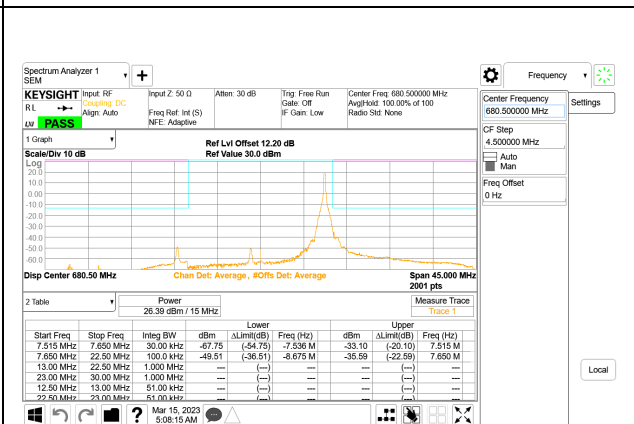 Spectrum Analyzer 1
SEM
Frequency
KEYSIGHT
Input: RF
Coupling: DC
Align: Auto
Input Z: 50 Ω
Freq Ref: Int (S)
NFE: Adaptive
Atten: 30 dB
Trig: Free Run
Gate: Off
IF Gain: Low
Center Freq: 680.500000 MHz
Avg|Hold: 100.00% of 100
Radio Std: None
R L
PASS
Center Frequency
680.500000 MHz
Settings
CF Step
4.500000 MHz
Auto
Man
Freq Offset
0 Hz
1 Graph
Scale/Div 10 dB
Ref Lvl Offset 12.20 dB
Ref Value 30.0 dBm
Log
20.0
10.0
0.00
-10.0
-20.0
-30.0
-40.0
-50.0
-60.0
Disp Center 680.50 MHz
Chan Det: Average , #Offs Det: Average
Span 45.000 MHz
2001 pts
2 Table
Power
26.39 dBm / 15 MHz
Measure Trace
Trace 1
Lower Upper
Start Freq Stop Freq Integ BW dBm ΔLimit(dB) Freq (Hz) dBm ΔLimit(dB) Freq (Hz)
7.515 MHz 7.650 MHz 30.00 kHz -67.75 (-54.75) -7.536 M -33.10 (-20.10) 7.515 M
7.650 MHz 22.50 MHz 100.0 kHz -49.51 (-36.51) -8.675 M -35.59 (-22.59) 7.650 M
13.00 MHz 22.50 MHz 1.000 MHz --- (---) --- --- (---) ---
23.00 MHz 30.00 MHz 1.000 MHz --- (---) --- --- (---) ---
12.50 MHz 13.00 MHz 51.00 kHz --- (---) --- --- (---) ---
22.50 MHz 23.00 MHz 51.00 kHz --- (---) --- --- (---) ---
Local
Mar 15, 2023
5:08:15 AM